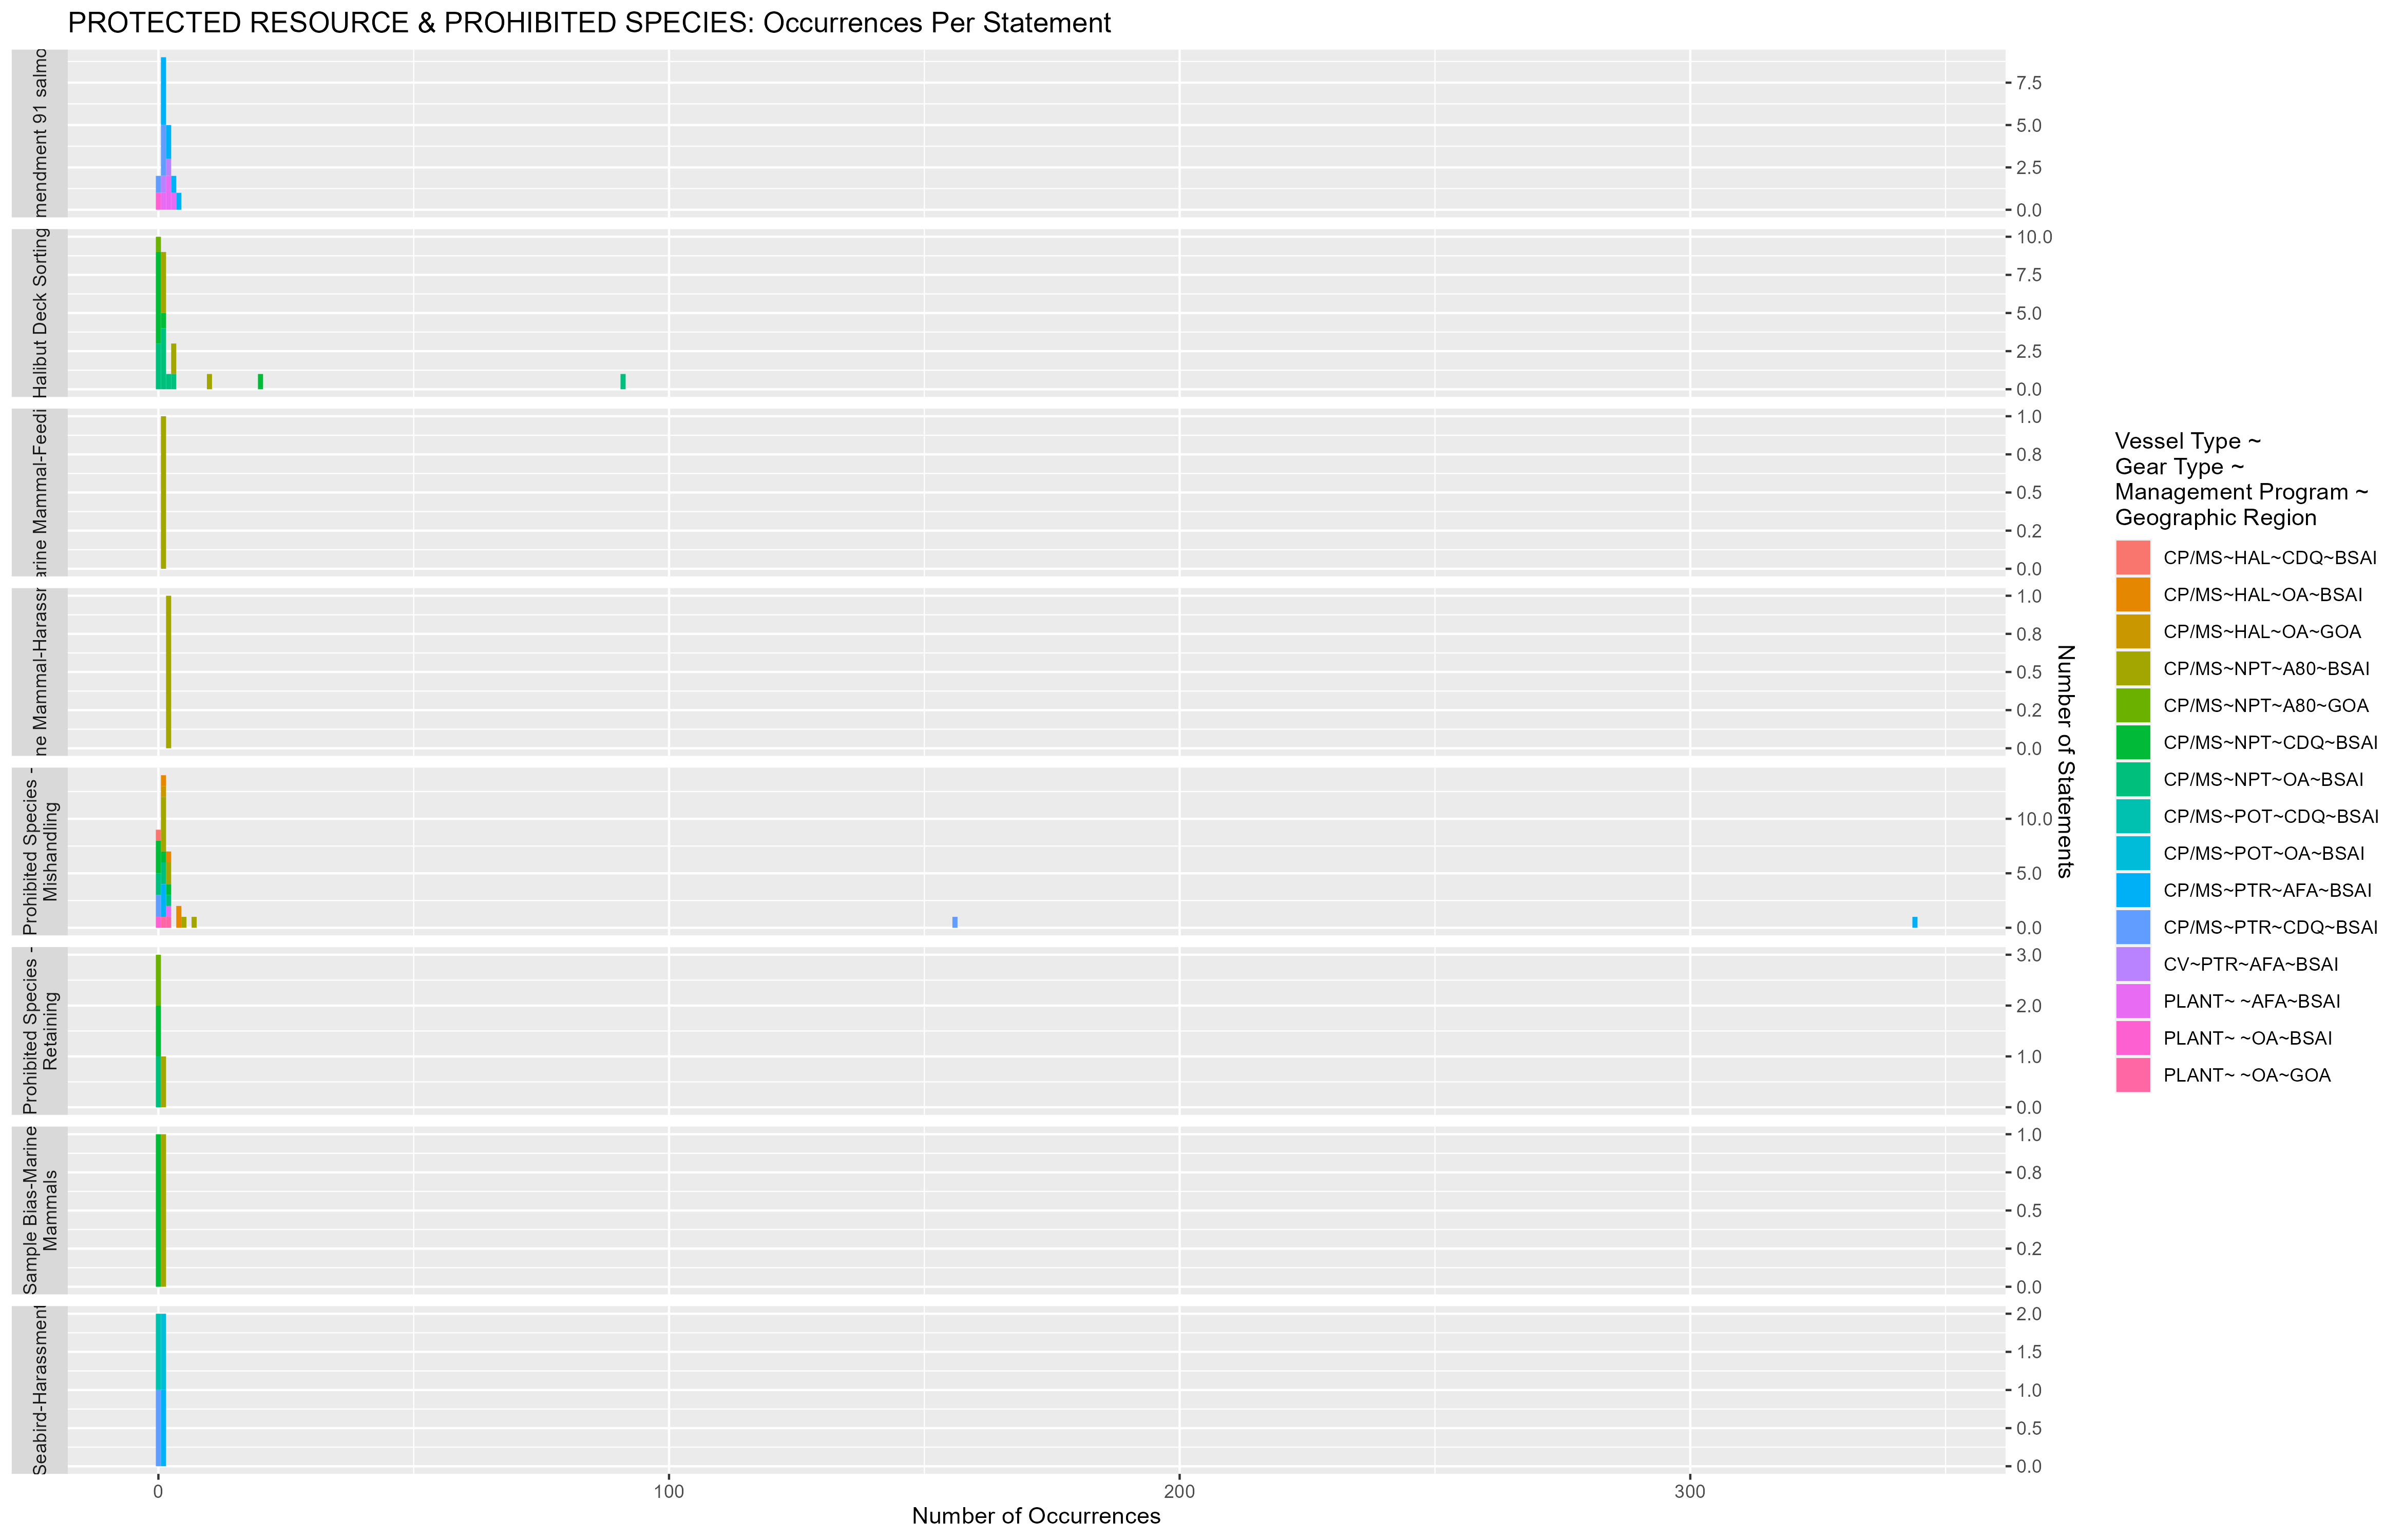 PROTECTED RESOURCE & PROHIBITED SPECIES: Occurrences Per Statement
mendment 91 salmo
7.5
5.0
2.5
0.0
Halibut Deck Sorting
10.0
7.5
5.0
2.5
0.0
arine Mammal-Feedi
1.0
0.8
0.5
0.2
0.0
ne Mammal-Harassr
1.0
0.8
0.5
0.2
0.0
Prohibited Species -
Mishandling
10.0
5.0
0.0
Prohibited Species -
Retaining
3.0
2.0
1.0
0.0
Sample Bias-Marine
Mammals
1.0
0.8
0.5
0.2
0.0
Seabird-Harassment
2.0
1.5
1.0
0.5
0.0
0
100
200
300
Number of Occurrences
Number of Statements
Vessel Type ~
Gear Type ~
Management Program ~
Geographic Region
CP/MS~HAL~CDQ~BSAI
CP/MS~HAL~OA~BSAI
CP/MS~HAL~OA~GOA
CP/MS~NPT~A80~BSAI
CP/MS~NPT~A80~GOA
CP/MS~NPT~CDQ~BSAI
CP/MS~NPT~OA~BSAI
CP/MS~POT~CDQ~BSAI
CP/MS~POT~OA~BSAI
CP/MS~PTR~AFA~BSAI
CP/MS~PTR~CDQ~BSAI
CV~PTR~AFA~BSAI
PLANT~ ~AFA~BSAI
PLANT~ ~OA~BSAI
PLANT~ ~OA~GOA